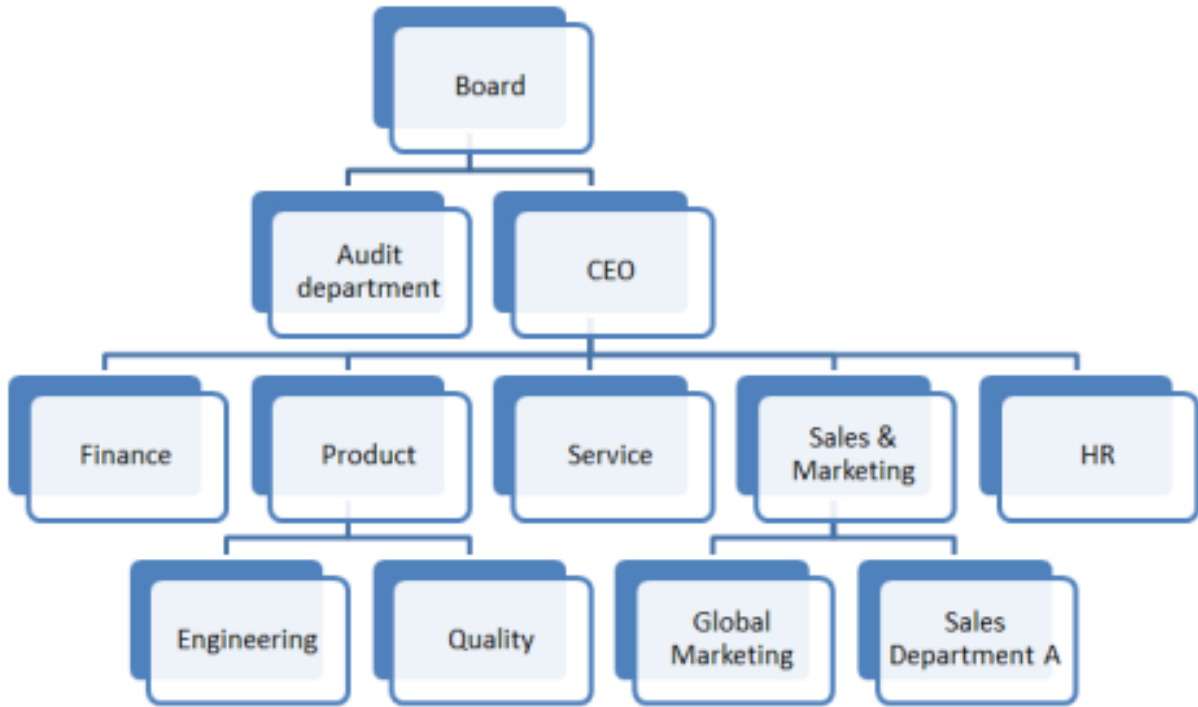 Board
Audit
department
CEO
Finance
Product
Service
Sales &
Marketing
HR
Engineering
Quality
Global
Marketing
Sales
Department A